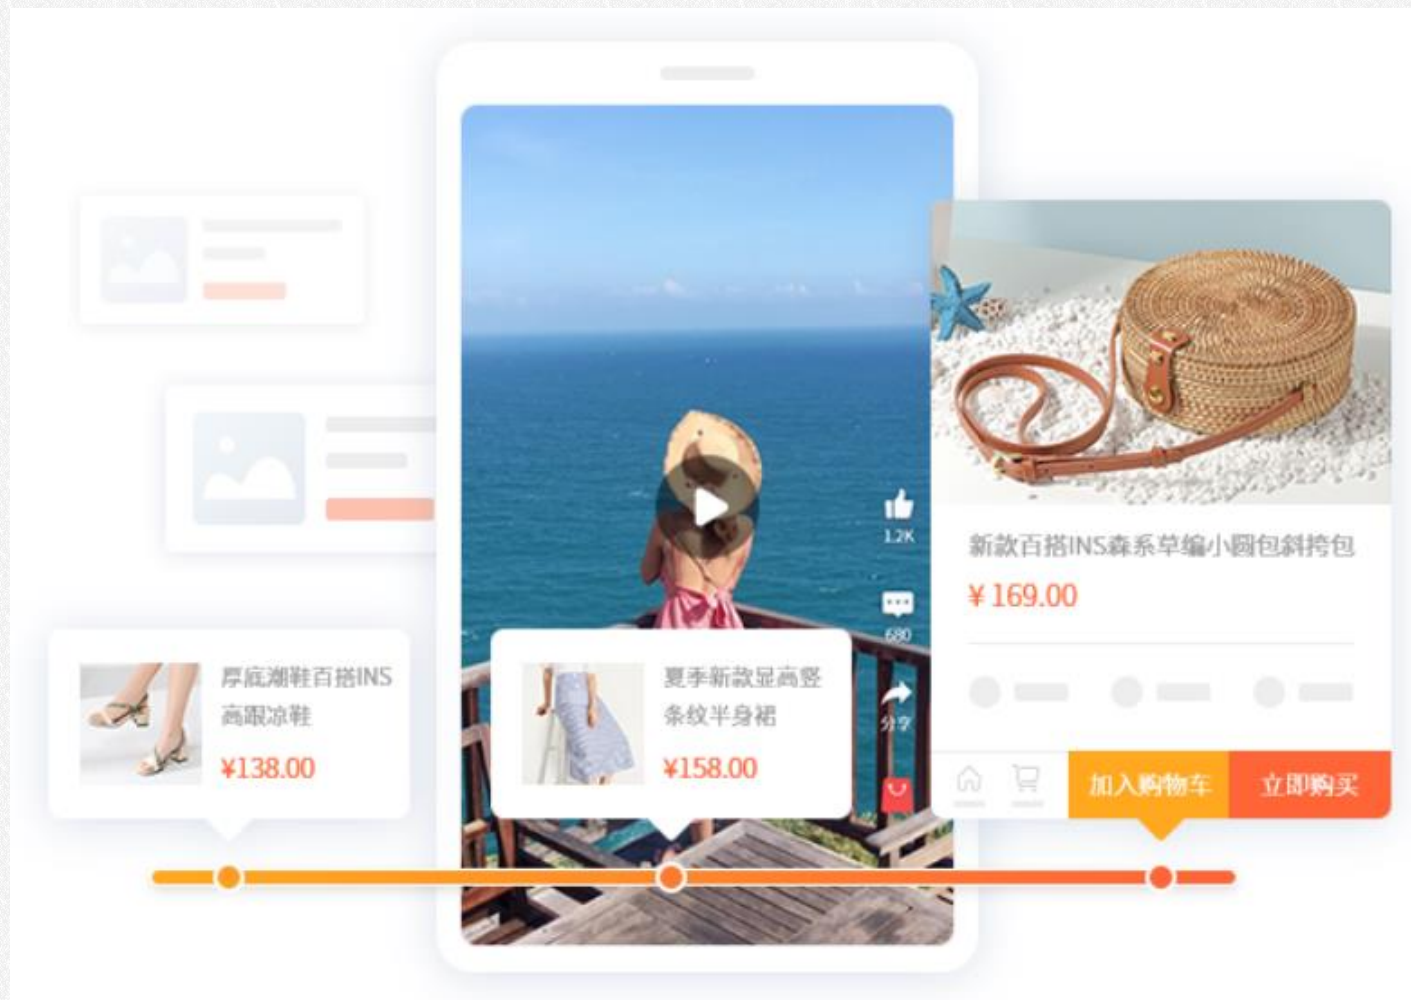 1.2K
新款百搭INS森系草编小圆包斜挎包
¥ 169.00
680
厚底潮鞋百搭INS
高跟凉鞋
¥138.00
夏季新款显高竖
条纹半身裙
¥158.00
分享
加入购物车
立即购买